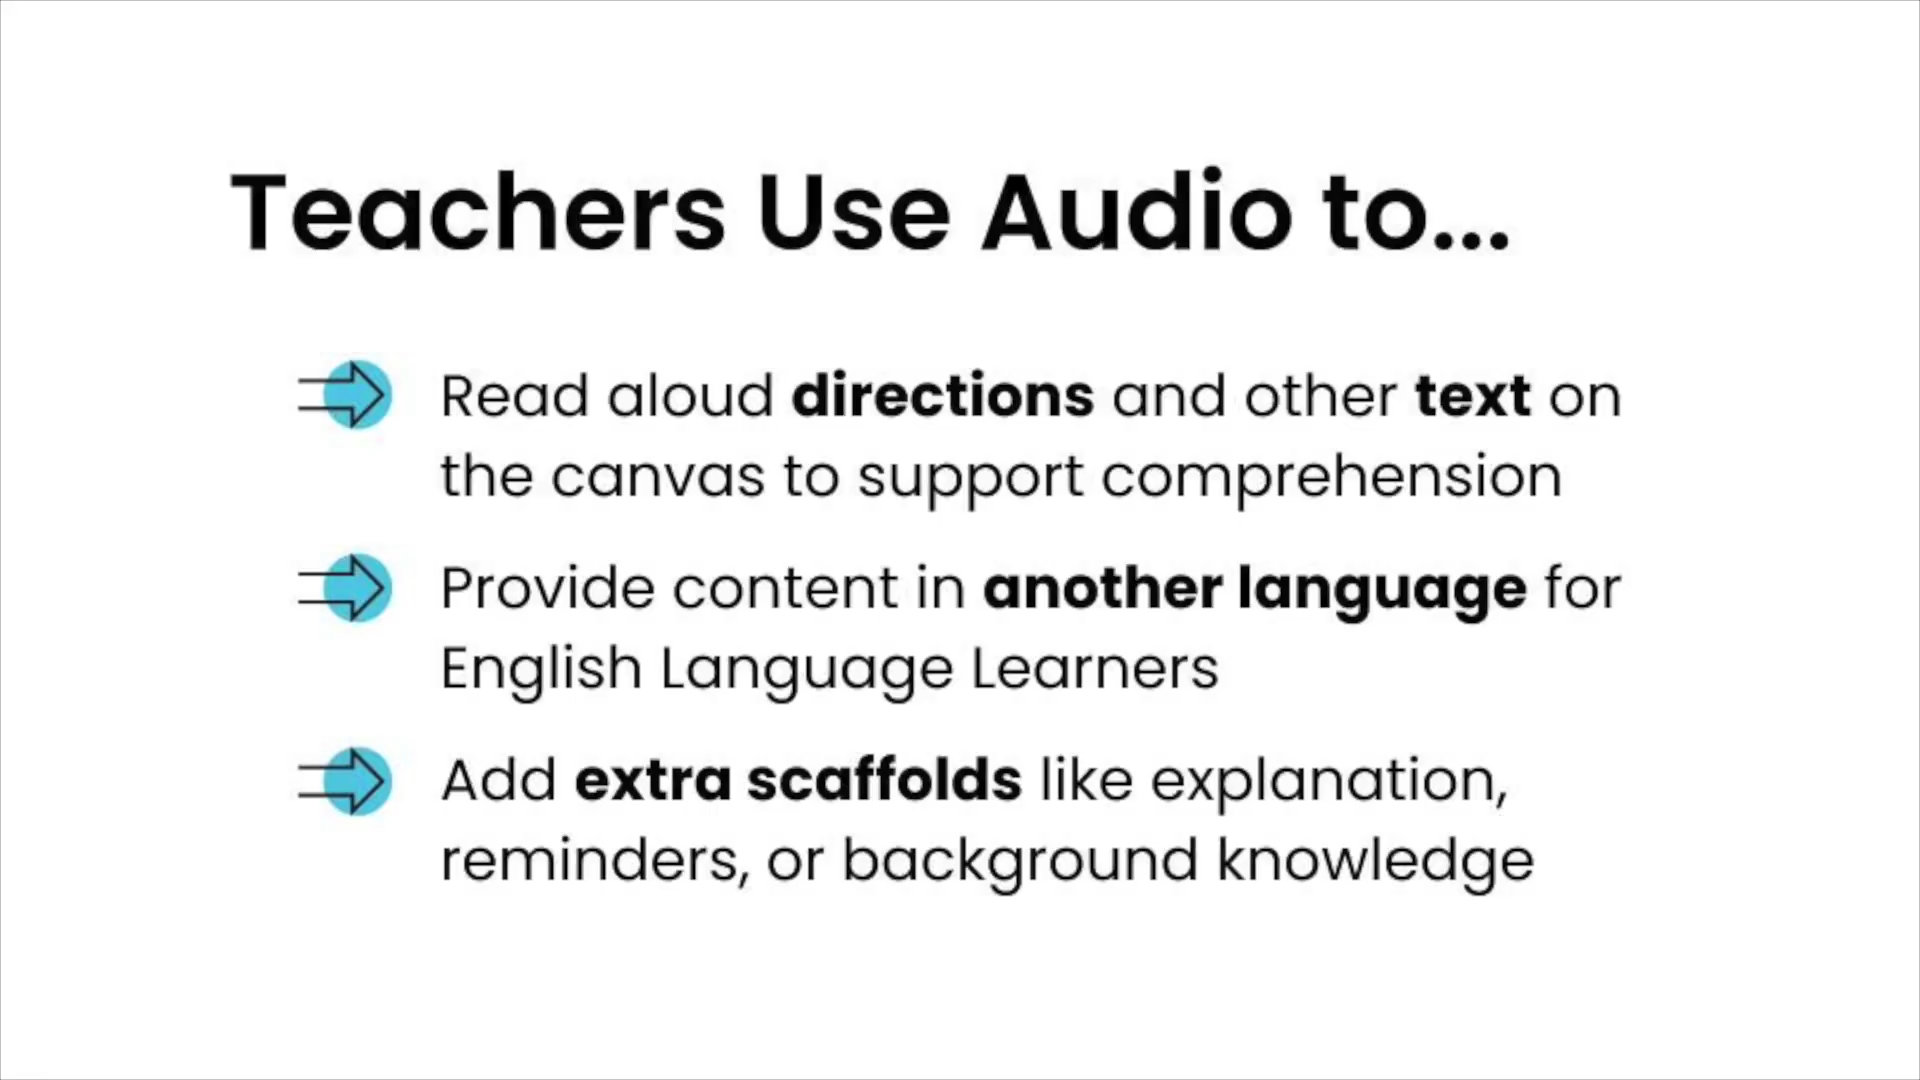 Teachers Use Audio to...
Read aloud directions and other text on
the canvas to support comprehension
Provide content in another language for
English Language Learners
Add extra scaffolds like explanation,
reminders, or background knowledge